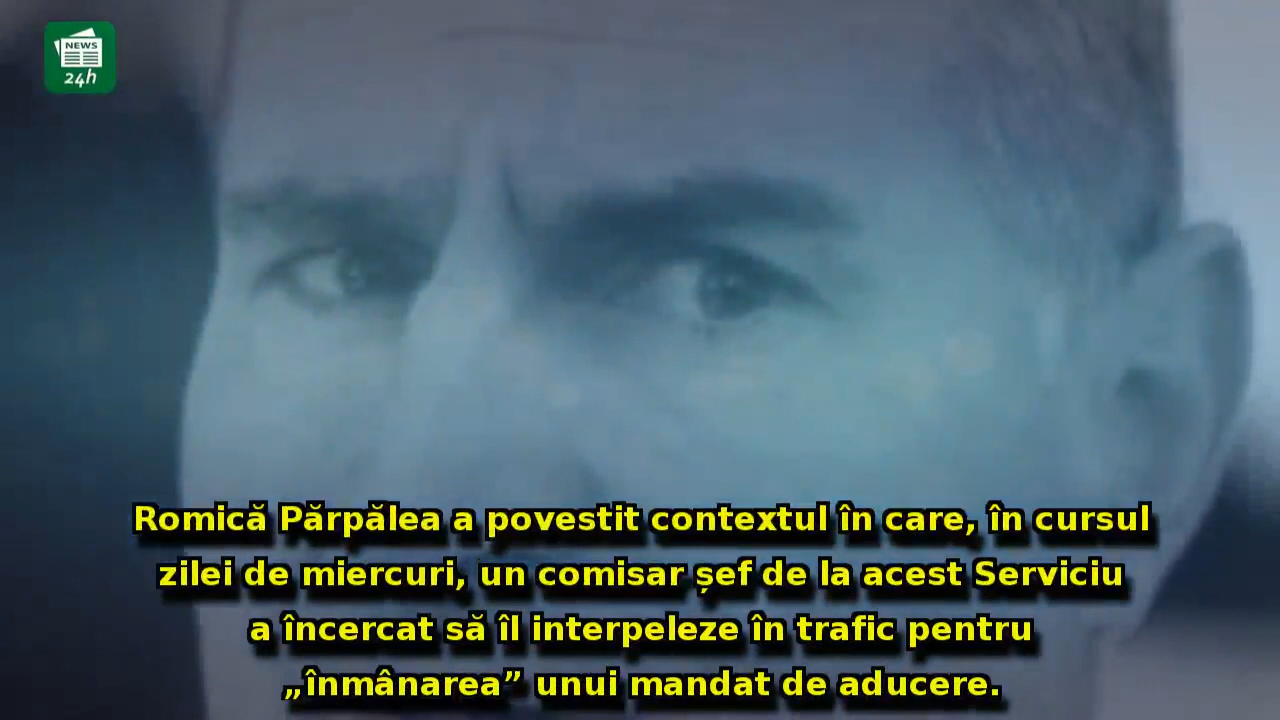 NEWS
24h
Romică Părpălea a povestit contextul în care, în cursul
zilei de miercuri, un comisar șef de la acest Serviciu
a încercat să îl interpeleze în trafic pentru
„înmânarea” unui mandat de aducere.